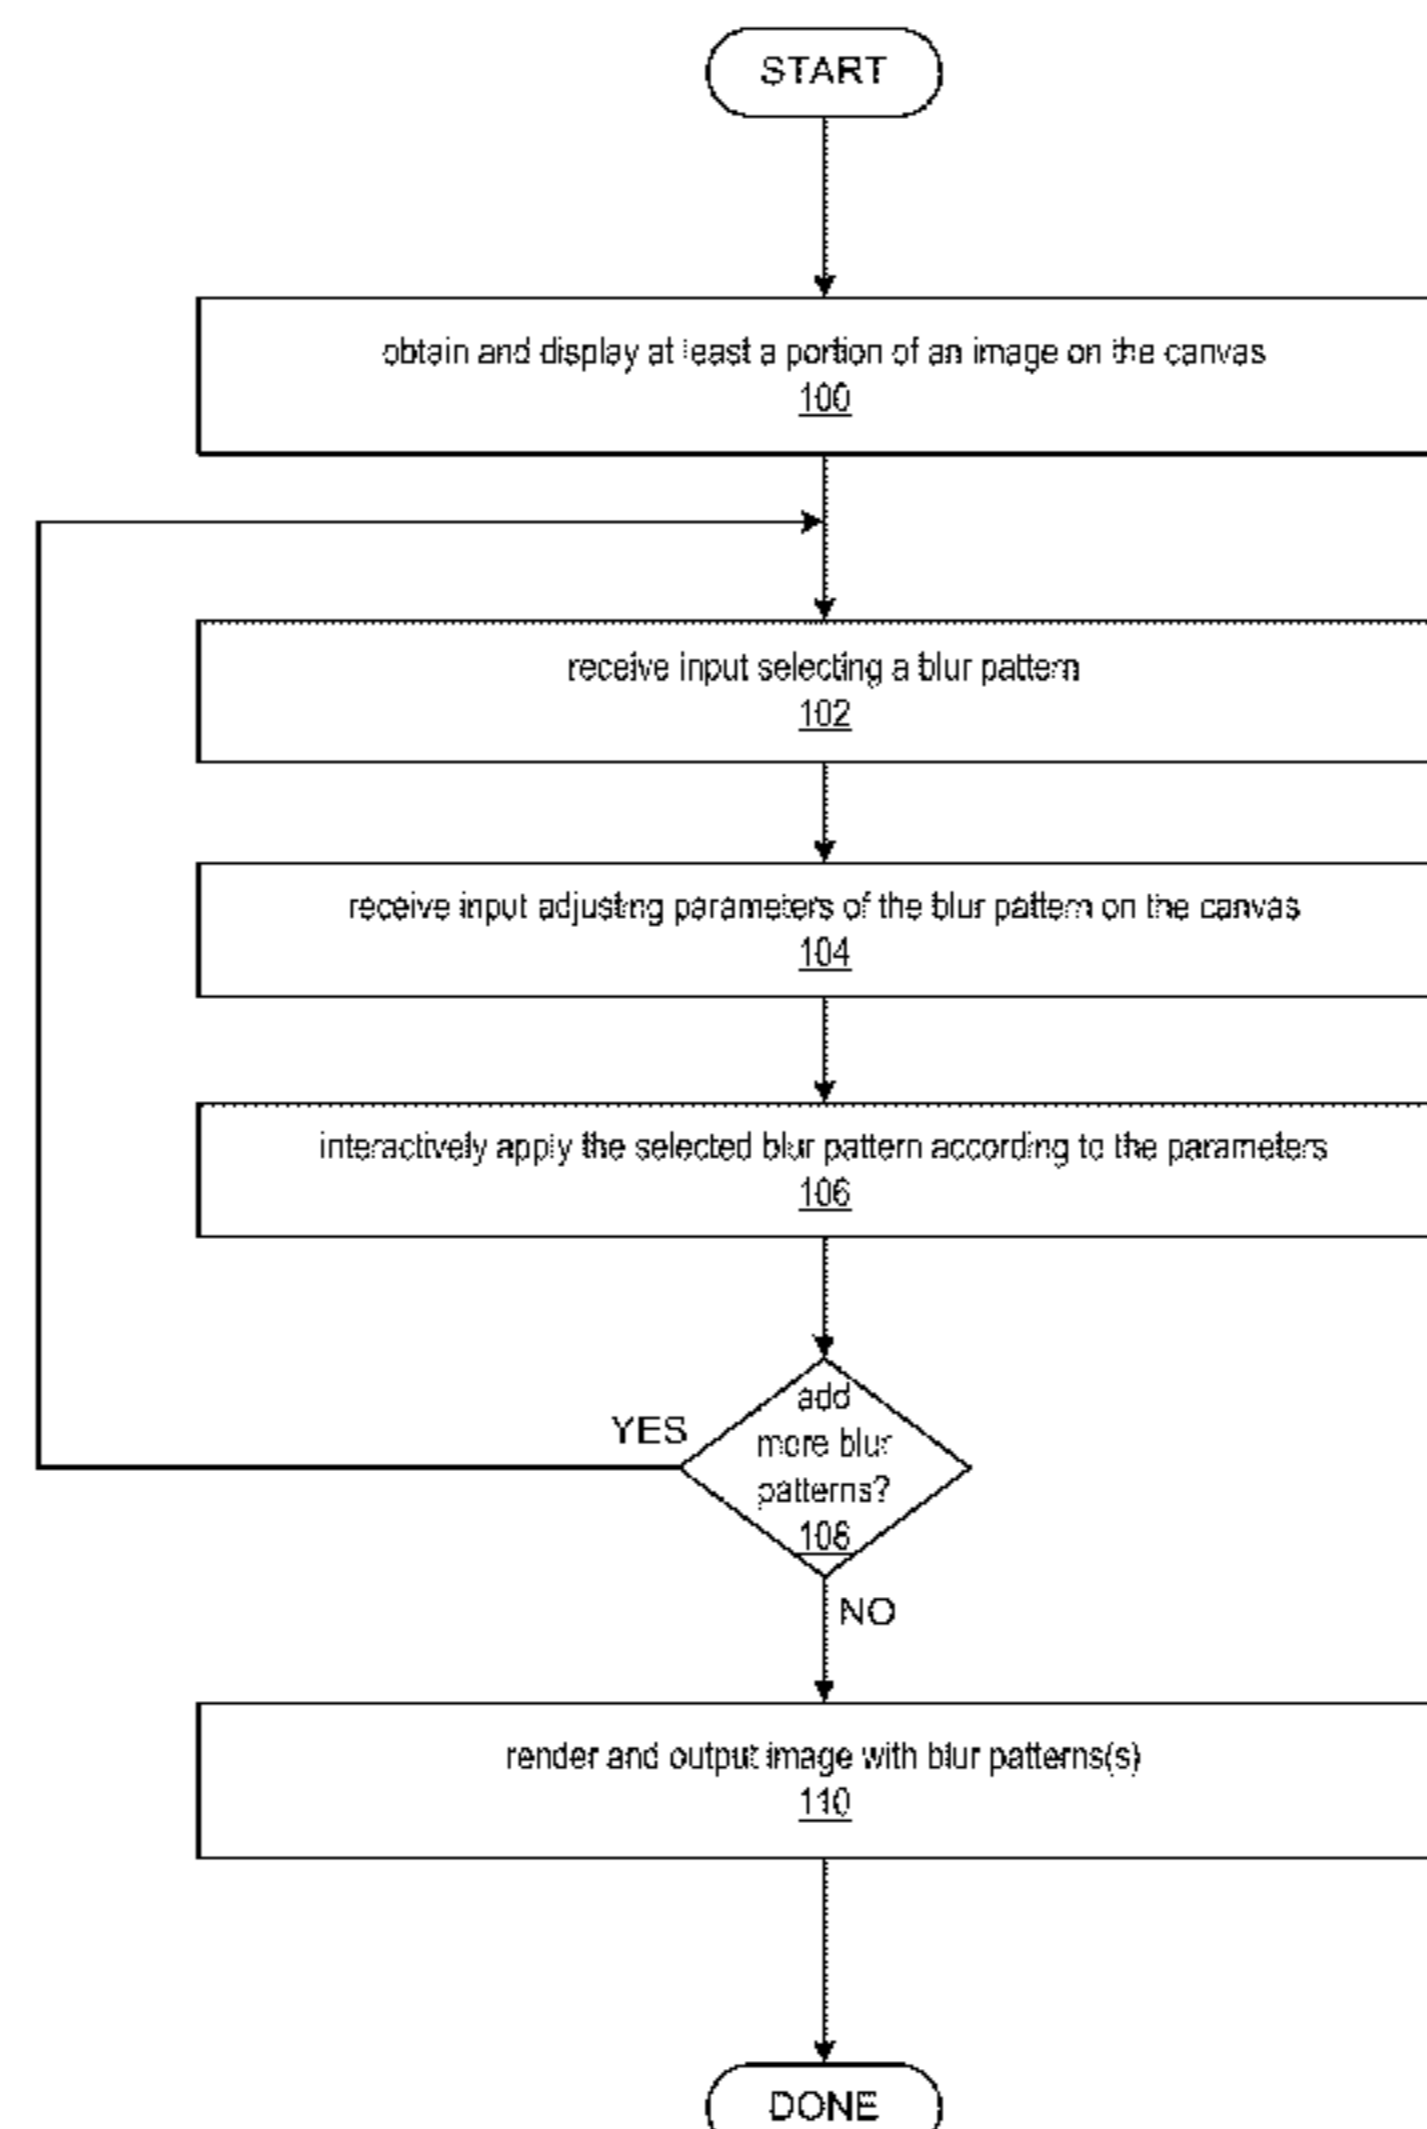 START
obtain and display at least a portion of an image on the canvas
100
receive input selecting a blur pattern
102
receive input adjusting parameters of the blur pattern on the canvas
104
interactively apply the selected blur pattern according to the parameters
106
add
more blur
patterns?
108
YES
NO
render and output image with blur patterns(s)
110
DONE